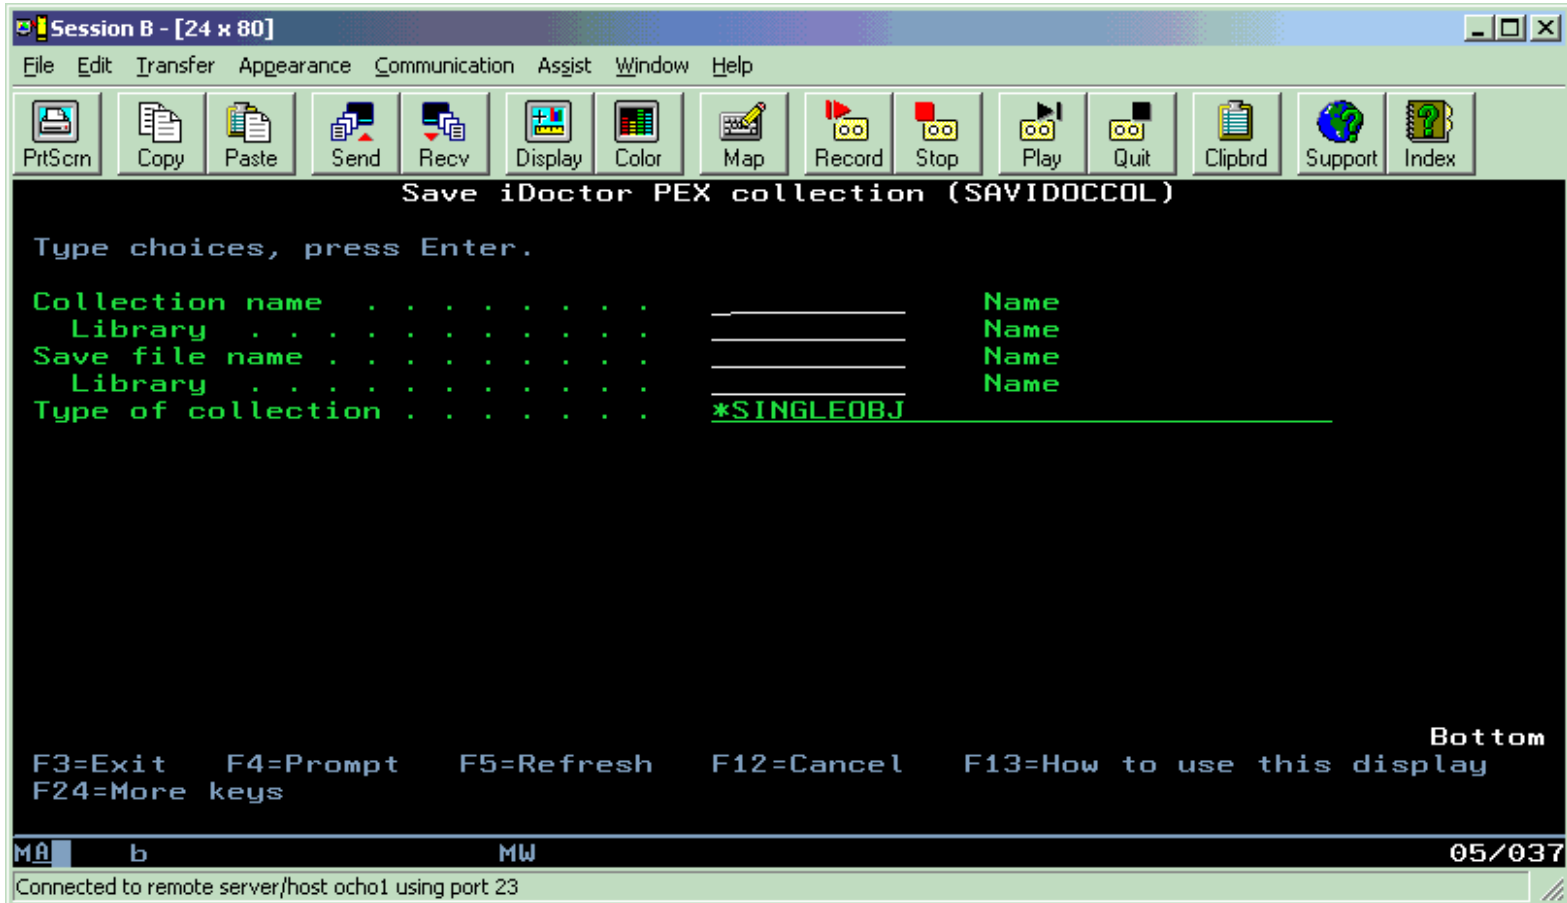 Session B - [24 x 80]
File Edit Transfer Appearance Communication Assist Window Help
PrtScrn Copy Paste Send Recv Display Color Map Record Stop Play Quit Clipbrd Support Index
Save iDoctor PEX collection (SAVIDOCCOL)
Type choices, press Enter.
Collection name . . . . . . . . _ Name
Library . . . . . . . . . . . Name
Save file name . . . . . . . . . Name
Library . . . . . . . . . . . Name
Type of collection . . . . . . . *SINGLEOBJ
Bottom
F3=Exit F4=Prompt F5=Refresh F12=Cancel F13=How to use this display
F24=More keys
MA b MW 05/037
Connected to remote server/host ocho1 using port 23